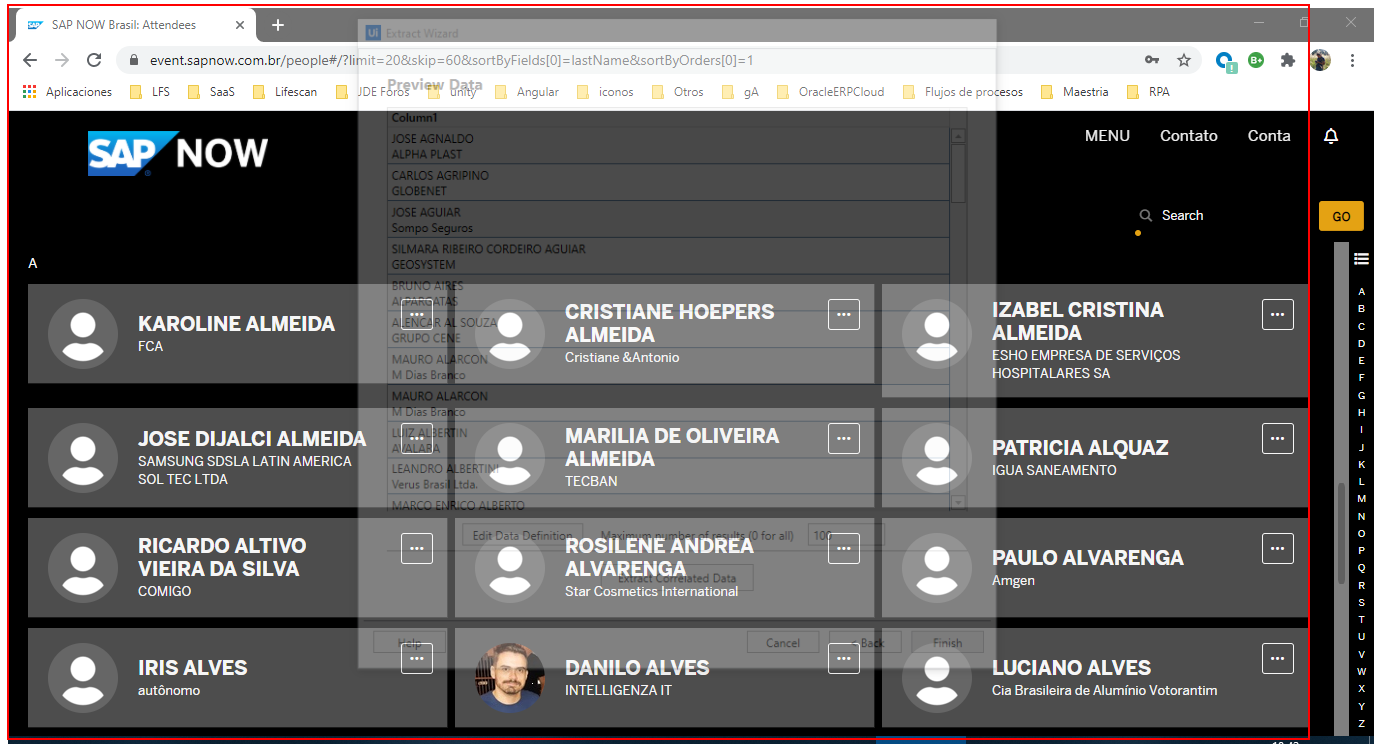 SAP NOW Brasil: Attendees
Ui Extract Wizard
event.sapnow.com.br/people#/?limit=20&skip=60&sortByFields[0]=lastName&sortByOrders[0]=1
Preview Data
Aplicaciones LFS SaaS Lifescan JDE Foros unity Angular iconos Otros gA OracleERPCloud Flujos de procesos Maestria RPA
Column1
SAP NOW
MENU Contato Conta
JOSE AGNALDO
ALPHA PLAST
CARLOS AGRIPINO
GLOBENET
JOSE AGUIAR
Sompo Seguros
SILMARA RIBEIRO CORDEIRO AGUIAR
GEOSYSTEM
BRUNO AIRES
ALPARGATAS
ALENCAR AL SOUZA
GRUPO CENE
MAURO ALARCON
M Dias Branco
MAURO ALARCON
M Dias Branco
LUIZ ALBERTIN
AVALARA
LEANDRO ALBERTINI
Verus Brasil Ltda.
MARCO ENRICO ALBERTO
Edit Data Definition Maximum number of results (0 for all) 100
Extract Correlated Data
Help Cancel < Back Finish
Search
GO
A
KAROLINE ALMEIDA
FCA
CRISTIANE HOEPERS
ALMEIDA
Cristiane &Antonio
IZABEL CRISTINA
ALMEIDA
ESHO EMPRESA DE SERVIÇOS
HOSPITALARES SA
JOSE DIJALCI ALMEIDA
SAMSUNG SDSLA LATIN AMERICA
SOL TEC LTDA
MARILIA DE OLIVEIRA
ALMEIDA
TECBAN
PATRICIA ALQUAZ
IGUA SANEAMENTO
RICARDO ALTIVO
VIEIRA DA SILVA
COMIGO
ROSILENE ANDREA
ALVARENGA
Star Cosmetics International
PAULO ALVARENGA
Amgen
IRIS ALVES
autônomo
DANILO ALVES
INTELLIGENZA IT
LUCIANO ALVES
Cia Brasileira de Alumínio Votorantim
A
B
C
D
E
F
G
H
I
J
K
L
M
N
O
P
Q
R
S
T
U
V
W
X
Y
Z